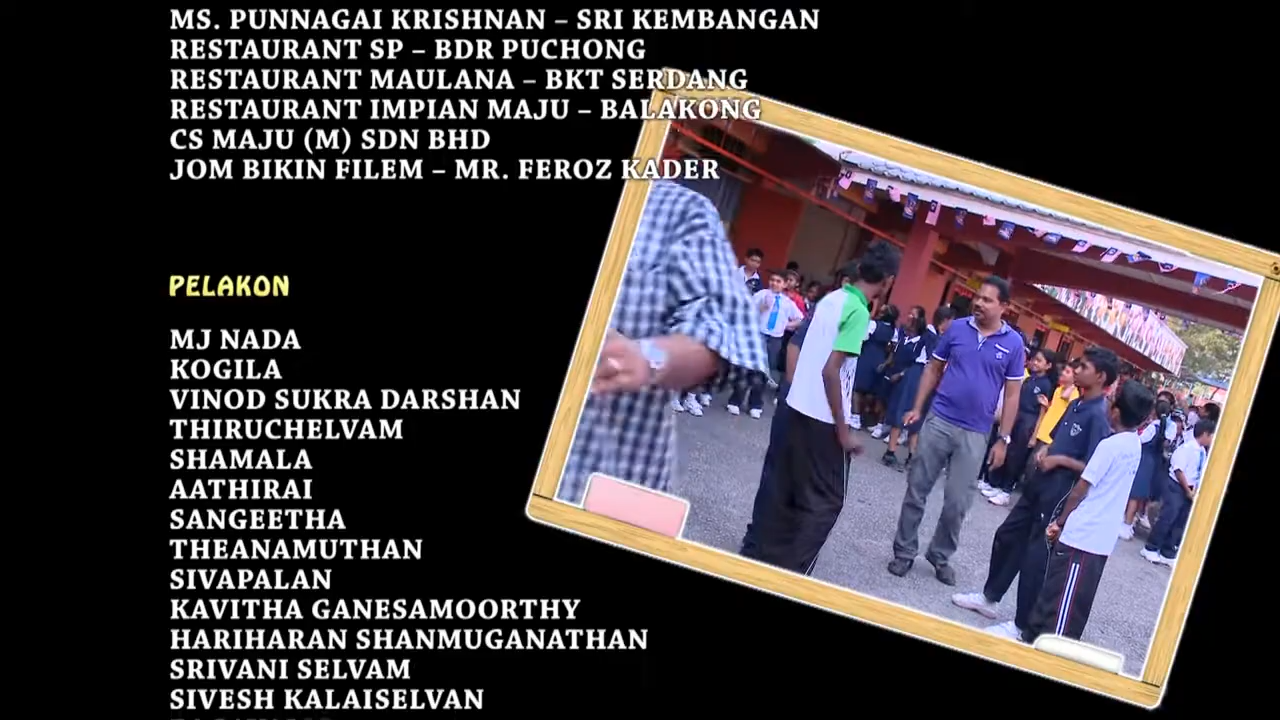 MS. PUNNAGAI KRISHNAN – SRI KEMBANGAN
RESTAURANT SP – BDR PUCHONG
RESTAURANT MAULANA – BKT SERDANG
RESTAURANT IMPIAN MAJU – BALAKONG
CS MAJU (M) SDN BHD
JOM BIKIN FILEM – MR. FEROZ KADER
PELAKON
MJ NADA
KOGILA
VINOD SUKRA DARSHAN
THIRUCHELVAM
SHAMALA
AATHIRAI
SANGEETHA
THEANAMUTHAN
SIVAPALAN
KAVITHA GANESAMOORTHY
HARIHARAN SHANMUGANATHAN
SRIVANI SELVAM
SIVESH KALAISELVAN